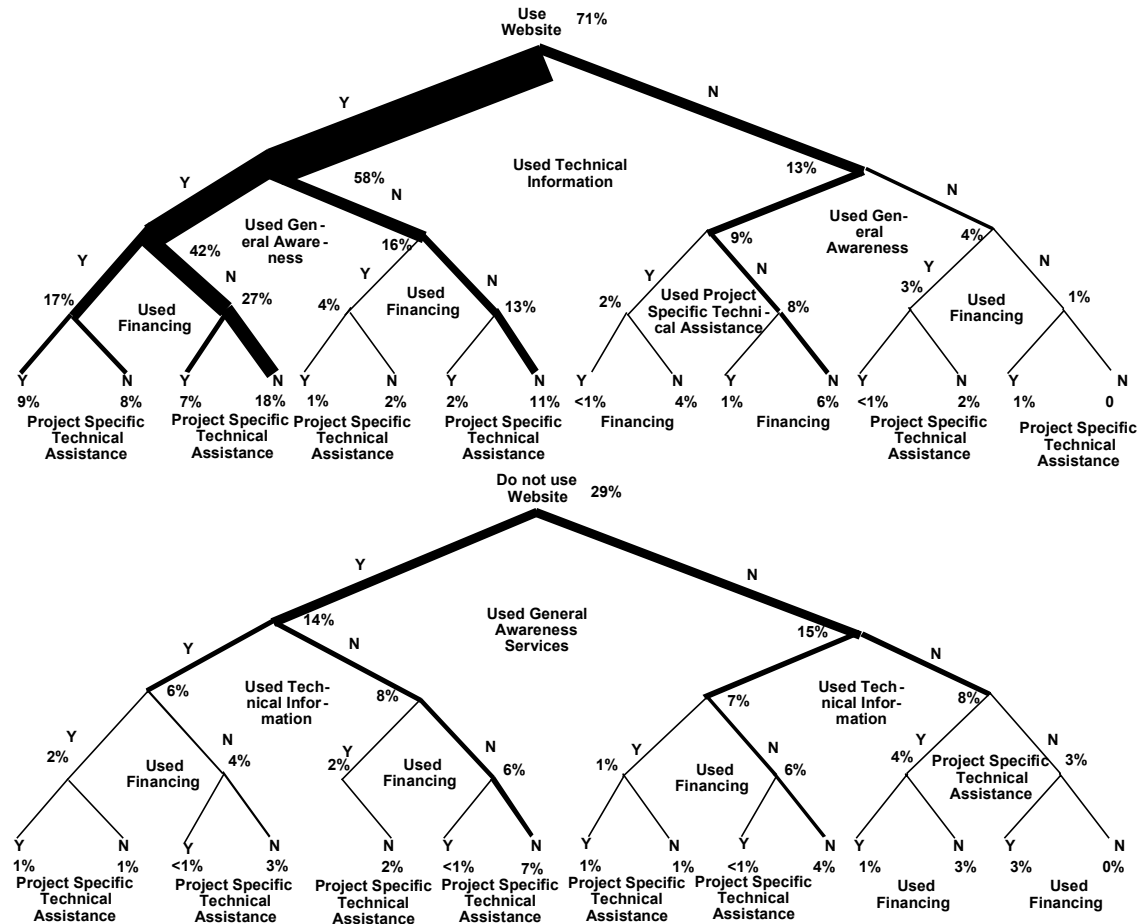 Use
Website
71%
Y
N
Used Technical
Information
58%
13%
Y
N
N
Used Gen -
eral Aware -
ness
Used Gen-
eral
Awareness
42%
16%
9%
4%
Y
N
Y
N
Y
N
Y
N
17%
Used
Financing
27%
4%
Used
Financing
13%
2%
Used Project
Specific Techni -
cal Assistance
8%
3%
Used
Financing
1%
Y
N
Y
N
Y
N
Y
N
Y
N
Y
N
Y
N
Y
N
9%
8%
7%
18%
1%
2%
2%
11%
<1%
4%
1%
6%
<1%
2%
1%
0
Project Specific
Technical
Assistance
Project Specific
Technical
Assistance
Project Specific
Technical
Assistance
Project Specific
Technical
Assistance
Financing
Financing
Project Specific
Technical
Assistance
Project Specific
Technical
Assistance
Do not use
Website
29%
Y
N
Used General
Awareness
Services
14%
15%
Y
N
N
Used Tech-
nical Infor-
mation
Used Tech-
nical Infor-
mation
6%
8%
7%
8%
Y
N
Y
N
Y
N
Y
N
2%
Used
Financing
4%
2%
Used
Financing
6%
1%
Used
Financing
6%
4%
Project Specific
Technical
Assistance
3%
Y
N
Y
N
N
Y
N
Y
N
Y
N
Y
N
Y
N
1%
1%
<1%
3%
2%
<1%
7%
1%
1%
<1%
4%
1%
3%
3%
0%
Project Specific
Technical
Assistance
Project Specific
Technical
Assistance
Project Specific
Technical
Assistance
Project Specific
Technical
Assistance
Project Specific
Technical
Assistance
Project Specific
Technical
Assistance
Used
Financing
Used
Financing